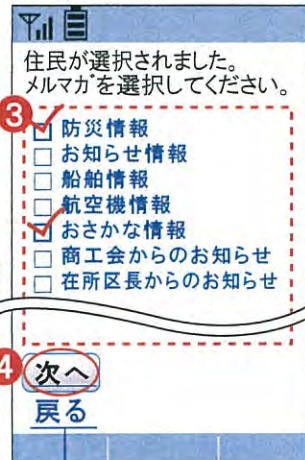 住民が選択されました。
メルマガを選択してください。
3
防災情報
お知らせ情報
船舶情報
航空機情報
おさかな情報
商工会からのお知らせ
在所区長からのお知らせ
4
次へ
戻る